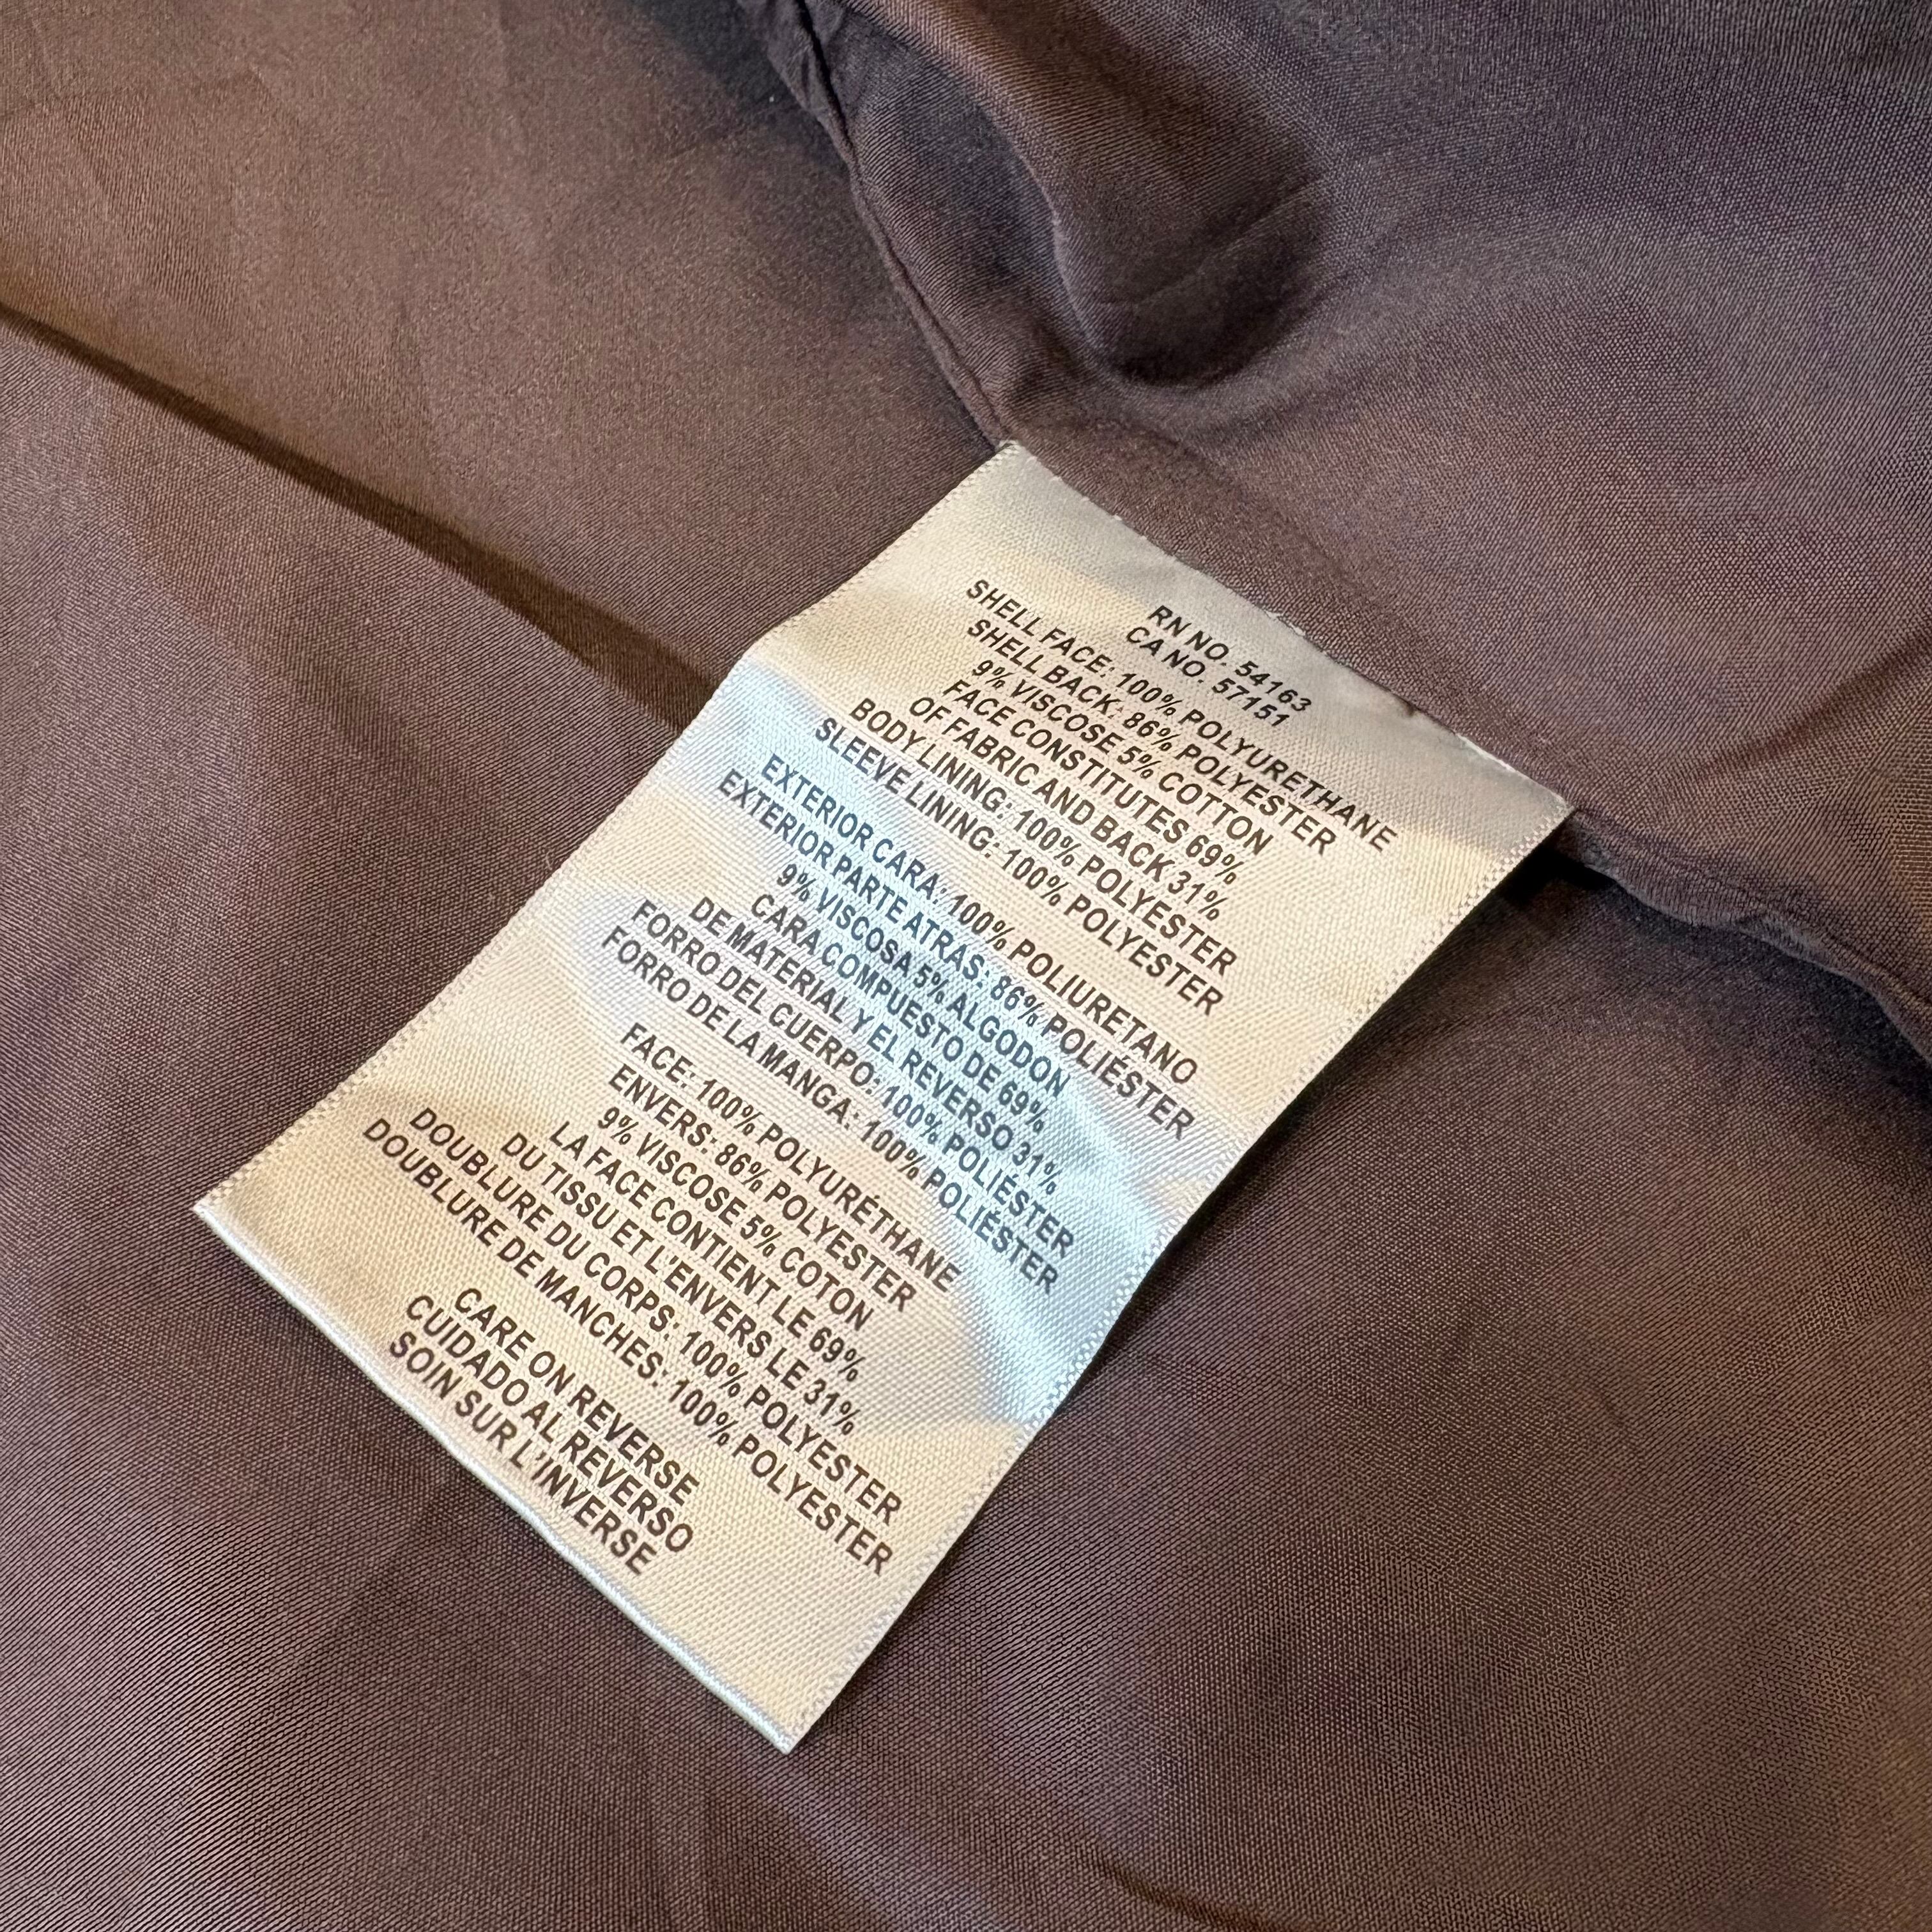 RN NO. 54163
CA NO. 57151
SHELL FACE: 100% POLYURETHANE
SHELL BACK: 86% POLYESTER
9% VISCOSE 5% COTTON
FACE CONSTITUTES 69%
OF FABRIC AND BACK 31%
BODY LINING: 100% POLYESTER
SLEEVE LINING: 100% POLYESTER
EXTERIOR CARA: 100% POLIURETANO
EXTERIOR PARTE ATRAS: 86% POLIÉSTER
9% VISCOSA 5% ALGODON
CARA COMPUESTO DE 69%
DE MATERIAL Y EL REVERSO 31%
FORRO DEL CUERPO: 100% POLIÉSTER
FORRO DE LA MANGA: 100% POLIÉSTER
FACE: 100% POLYURÉTHANE
ENVERS: 86% POLYESTER
9% VISCOSE 5% COTON
LA FACE CONTIENT LE 69%
DU TISSU ET L'ENVERS LE 31%
DOUBLURE DU CORPS: 100% POLYESTER
DOUBLURE DE MANCHES: 100% POLYESTER
CARE ON REVERSE
CUIDADO AL REVERSO
SOIN SUR L'INVERSE